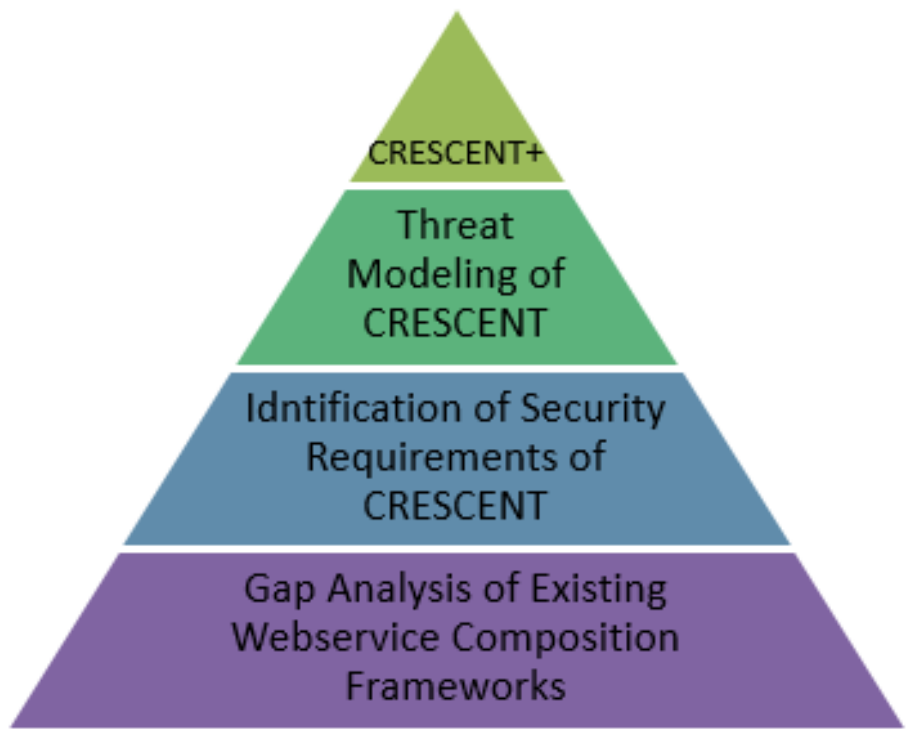 CRESCENT+
Threat
Modeling of
CRESCENT
Idntification of Security
Requirements of
CRESCENT
Gap Analysis of Existing
Webservice Composition
Frameworks